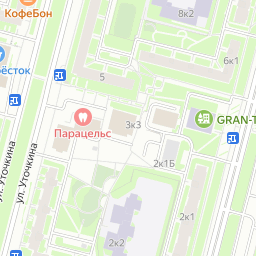 8к2
КофеБон
6к1
ёсток
5
GRAN-T
3к3
Парацельс
2к1Б
ул. Уточкина
ул. Уточкина
2к1
2к2